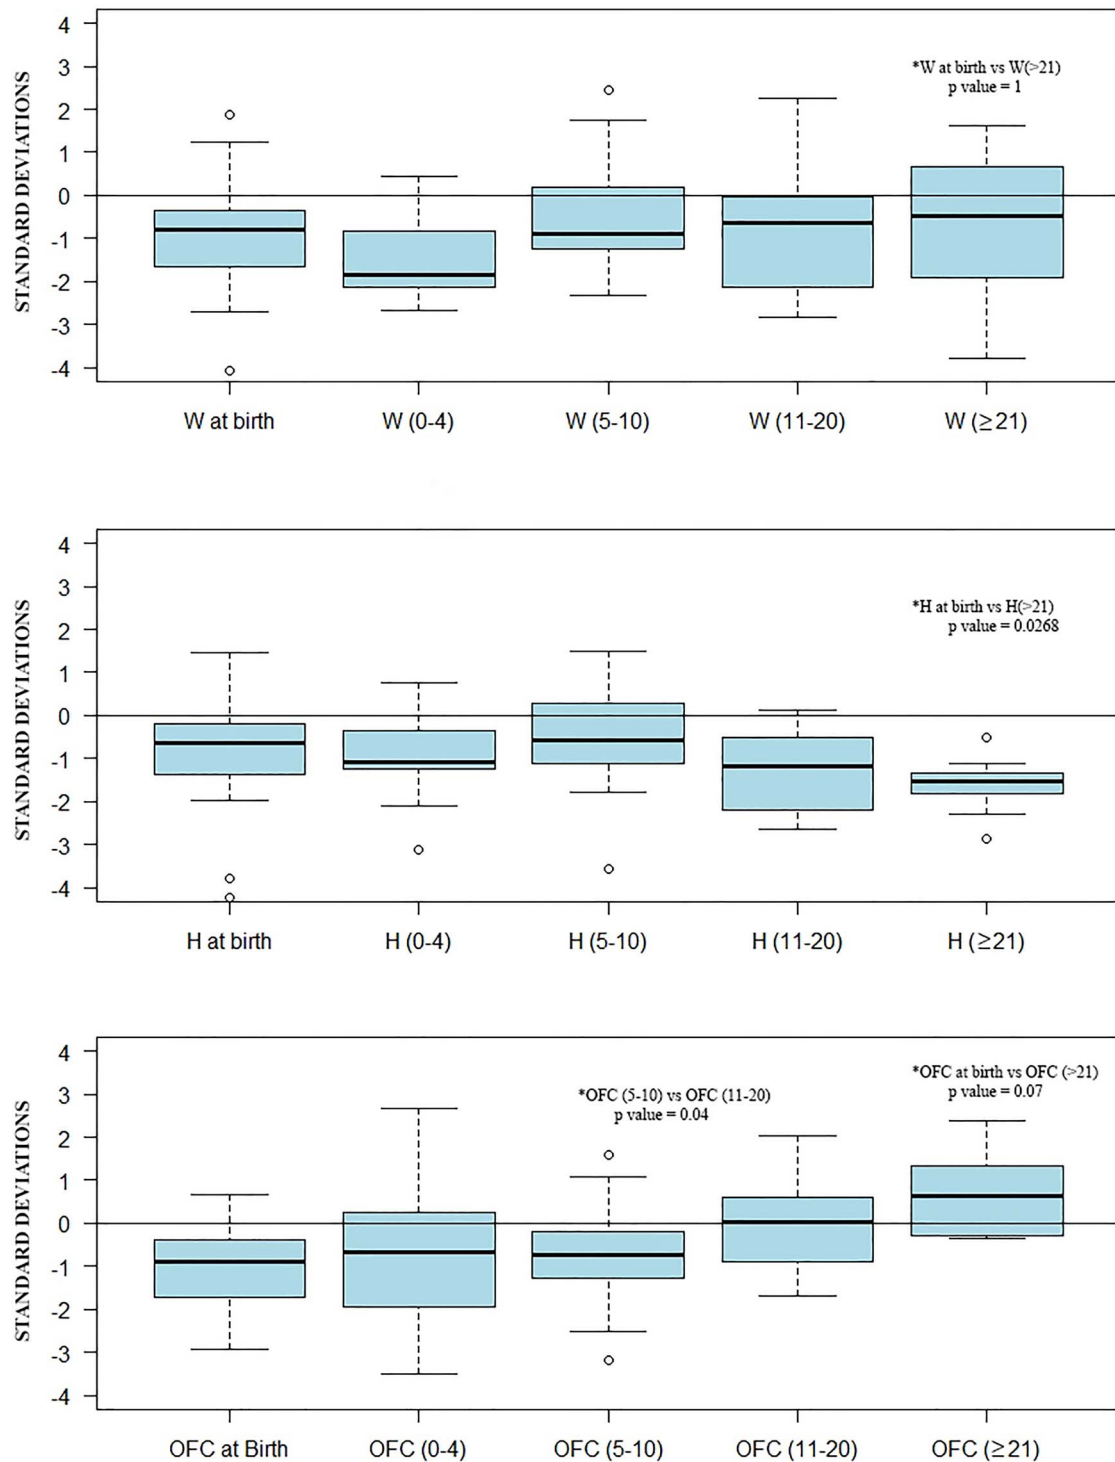 STANDARD DEVIATIONS
4
3
2
1
0
-1
-2
-3
-4
*W at birth vs W(>21)
p value = 1
W at birth
W (0-4)
W (5-10)
W (11-20)
W (≥21)
STANDARD DEVIATIONS
4
3
2
1
0
-1
-2
-3
-4
*H at birth vs H(>21)
p value = 0.0268
H at birth
H (0-4)
H (5-10)
H (11-20)
H (≥21)
STANDARD DEVIATIONS
4
3
2
1
0
-1
-2
-3
-4
*OFC (5-10) vs OFC (11-20)
p value = 0.04
*OFC at birth vs OFC (>21)
p value = 0.07
OFC at Birth
OFC (0-4)
OFC (5-10)
OFC (11-20)
OFC (≥21)